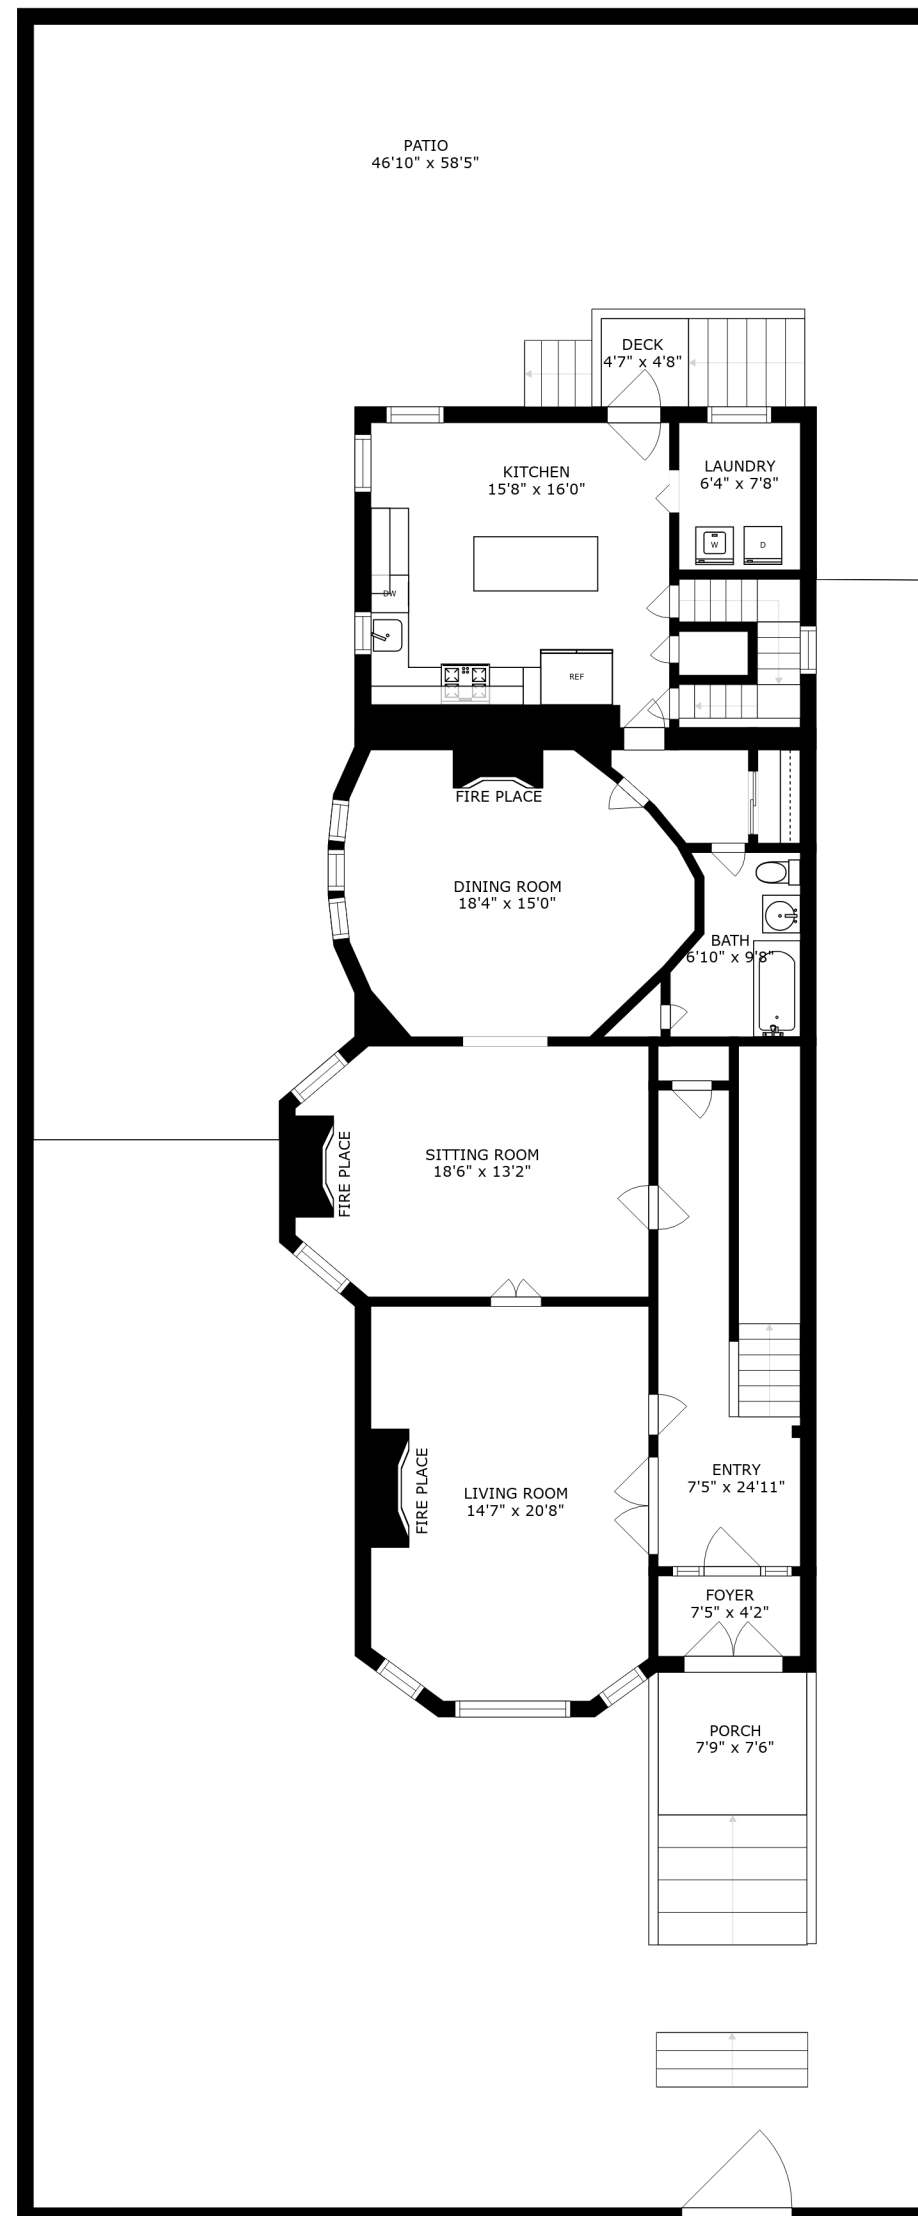 PATIO
46'10" x 58'5"
DECK
4'7" x 4'8"
KITCHEN
15'8" x 16'0"
LAUNDRY
6'4" x 7'8"
W
D
DW
REF
FIRE PLACE
DINING ROOM
18'4" x 15'0"
BATH
6'10" x 9'8"
SITTING ROOM
18'6" x 13'2"
FIRE PLACE
FIRE PLACE
LIVING ROOM
14'7" x 20'8"
ENTRY
7'5" x 24'11"
FOYER
7'5" x 4'2"
PORCH
7'9" x 7'6"